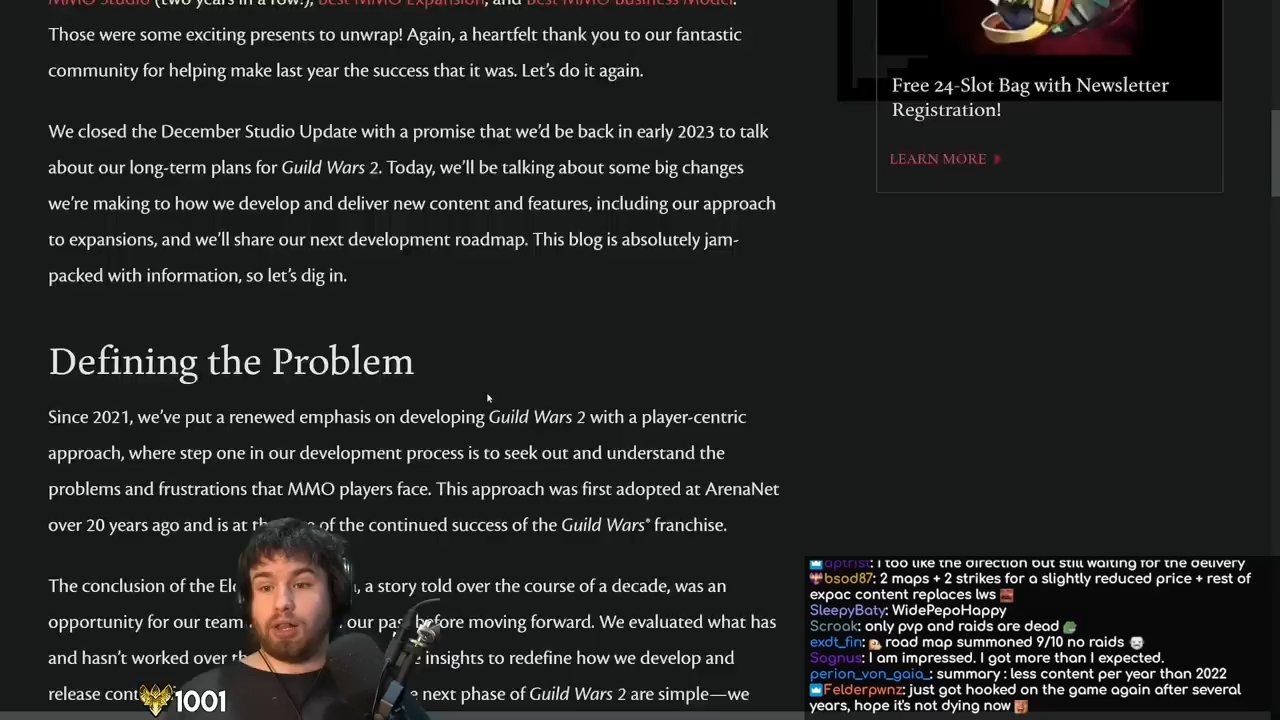 MMO Studio (two years in a row!), Best MMO Expansion, and Best MMO Business Model.
Those were some exciting presents to unwrap! Again, a heartfelt thank you to our fantastic
community for helping make last year the success that it was. Let's do it again.
We closed the December Studio Update with a promise that we'd be back in early 2023 to talk
about our long-term plans for Guild Wars 2. Today, we'll be talking about some big changes
we're making to how we develop and deliver new content and features, including our approach
to expansions, and we'll share our next development roadmap. This blog is absolutely jam-
packed with information, so let's dig in.
Defining the Problem
Since 2021, we've put a renewed emphasis on developing Guild Wars 2 with a player-centric
approach, where step one in our development process is to seek out and understand the
problems and frustrations that MMO players face. This approach was first adopted at ArenaNet
over 20 years ago and is at of the continued success of the Guild Wars® franchise.
The conclusion of the a story told over the course of a decade, was an
opportunity for our team our before moving forward. We evaluated what has
and hasn't worked over insights to redefine how we develop and
release next phase of Guild Wars 2 are simple—we
Free 24-Slot Bag with Newsletter
Registration!
LEARN MORE
aptrist: I too like the direction but still waiting for the delivery
bsod87: 2 maps + 2 strikes for a slightly reduced price + rest of
expac content replaces lws
SleepyBaty: WidePepoHappy
Scroak: only pvp and raids are dead
exdt_fin: road map summoned 9/10 no raids
Sognus: I am impressed. I got more than I expected.
perion_von_gaia_: summary: less content per year than 2022
Felderpwnz: just got hooked on the game again after several
years, hope it's not dying now
1001